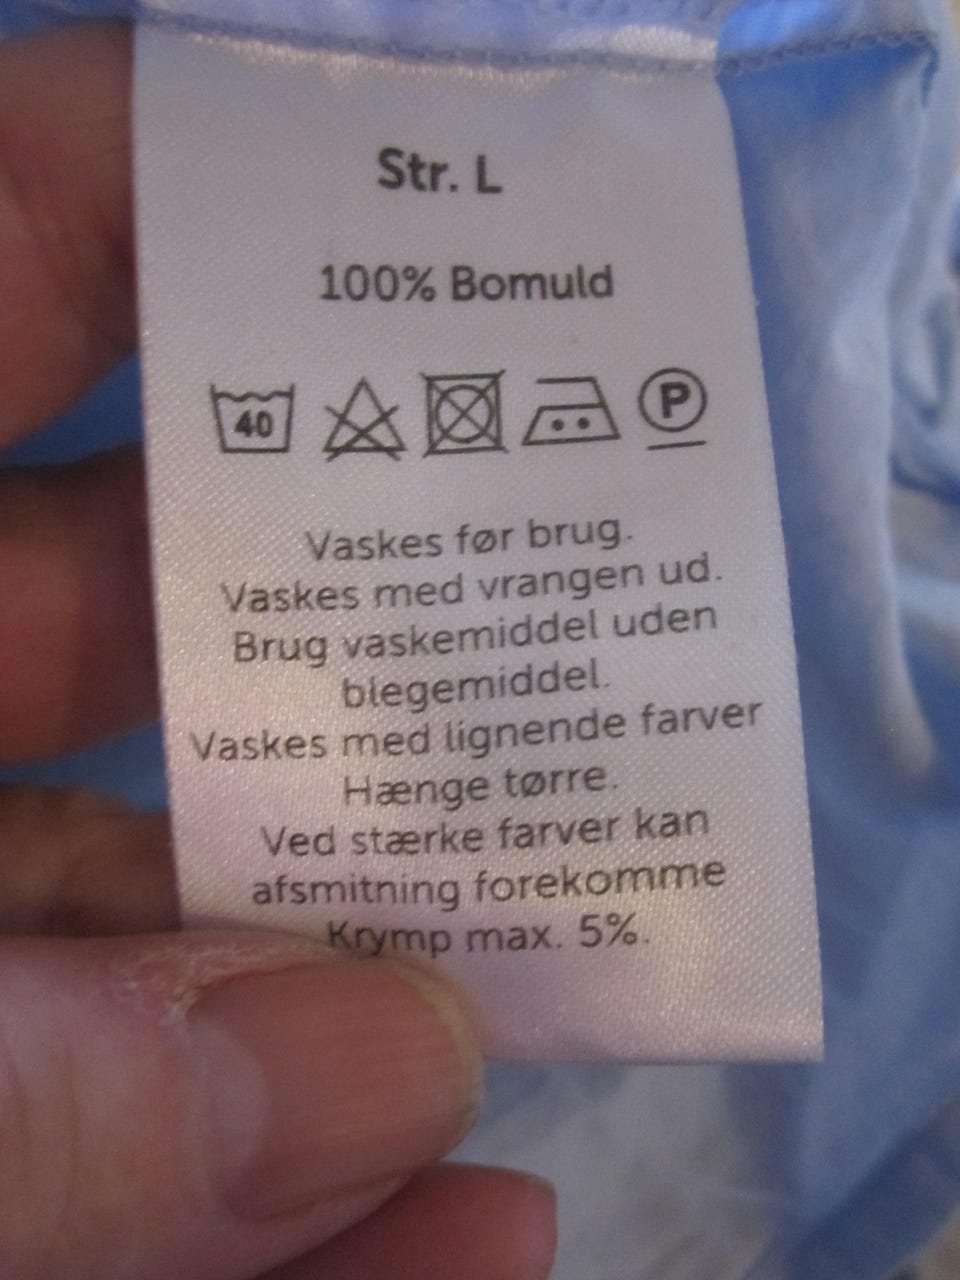 Str. L
100% Bomuld
40 P
Vaskes før brug.
Vaskes med vrangen ud.
Brug vaskemiddel uden
blegemiddel.
Vaskes med lignende farver
Hænge tørre.
Ved stærke farver kan
afsmitning forekomme
Krymp max. 5%.